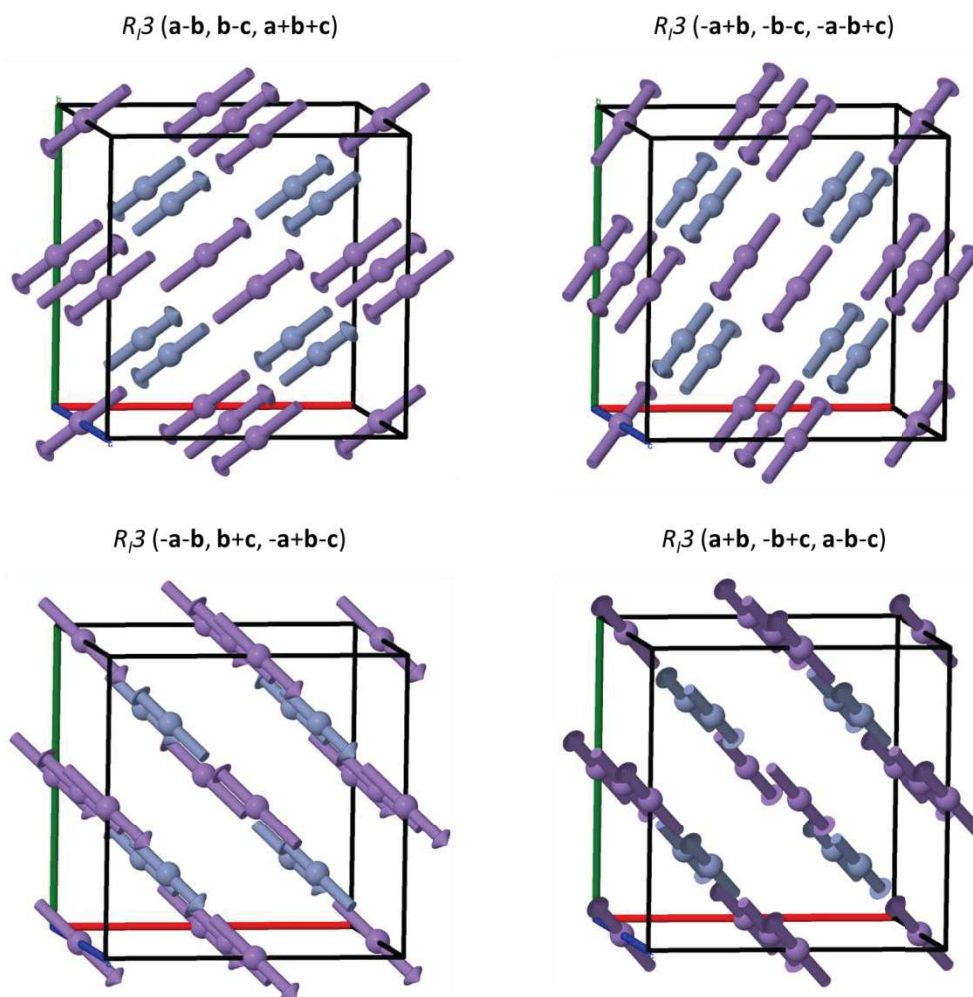 R_I3 (a-b, b-c, a+b+c)
R_I3 (-a+b, -b-c, -a-b+c)
b
b
c
c
R_I3 (-a-b, b+c, -a+b-c)
R_I3 (a+b, -b+c, a-b-c)